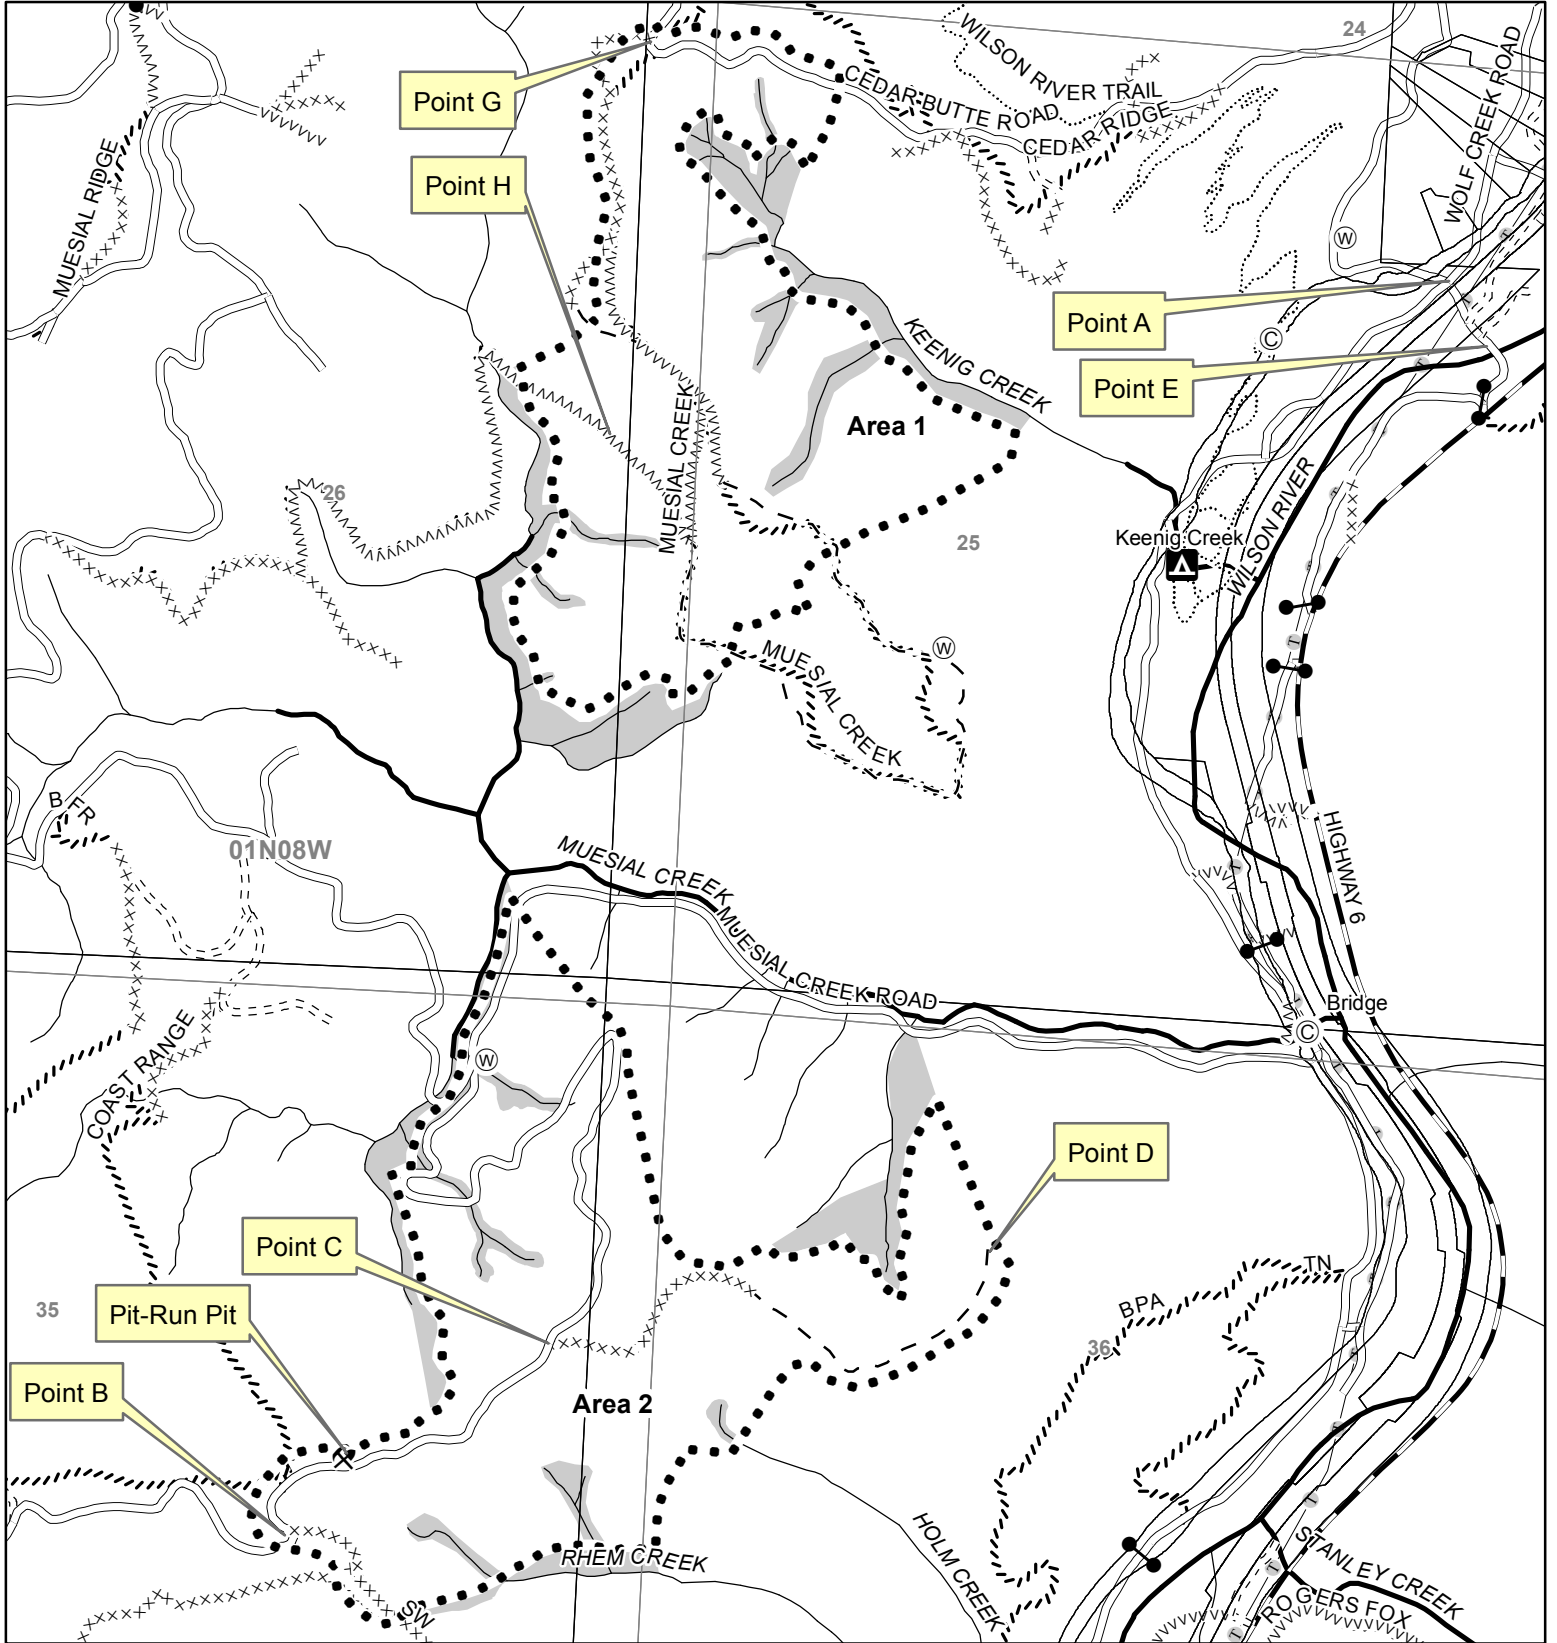 24
WILSON RIVER TRAIL
WOLF CREEK ROAD
Point G
CEDAR BUTTE ROAD
CEDAR RIDGE
MUESIAL RIDGE
Point H
W
Point A
C
KEENIG CREEK
Point E
Area 1
MUESIAL CREEK
26
25
WILSON RIVER
Keenig Creek
W
MUESIAL CREEK
B FR
HIGHWAY 6
01N08W
MUESIAL CREEK
MUESIAL CREEK ROAD
Bridge
C
COAST RANGE
W
Point D
Point C
TN
BPA
35
Pit-Run Pit
36
Point B
Area 2
HOLM CREEK
RHEM CREEK
STANLEY CREEK
ROGERS FOX
SW